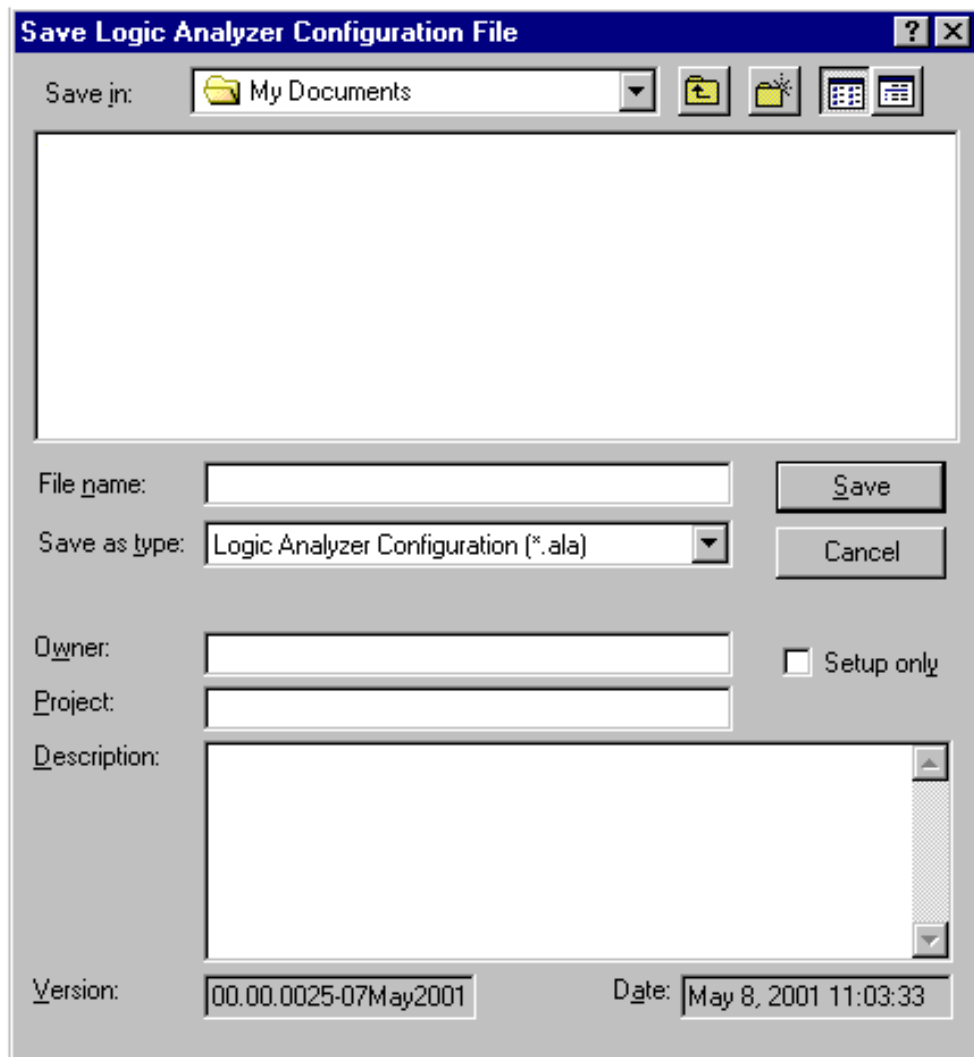 Save Logic Analyzer Configuration File
Save in: My Documents
File name:
Save
Save as type: Logic Analyzer Configuration (*.ala)
Cancel
Owner:
Setup only
Project:
Description:
Version: 00.00.0025-07May2001 Date: May 8, 2001 11:03:33